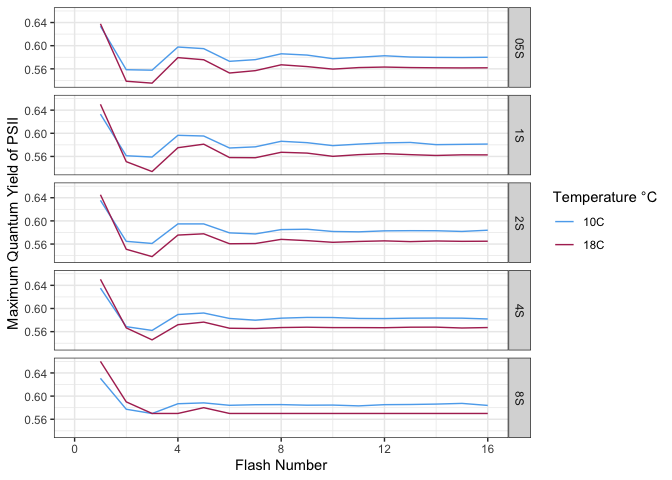 0.64
0.60
0.56
05S
0.64
0.60
0.56
1S
0.64
0.60
0.56
2S
0.64
0.60
0.56
4S
0.64
0.60
0.56
8S
0
4
8
12
16
Flash Number
Maximum Quantum Yield of PSII
Temperature °C
10C
18C